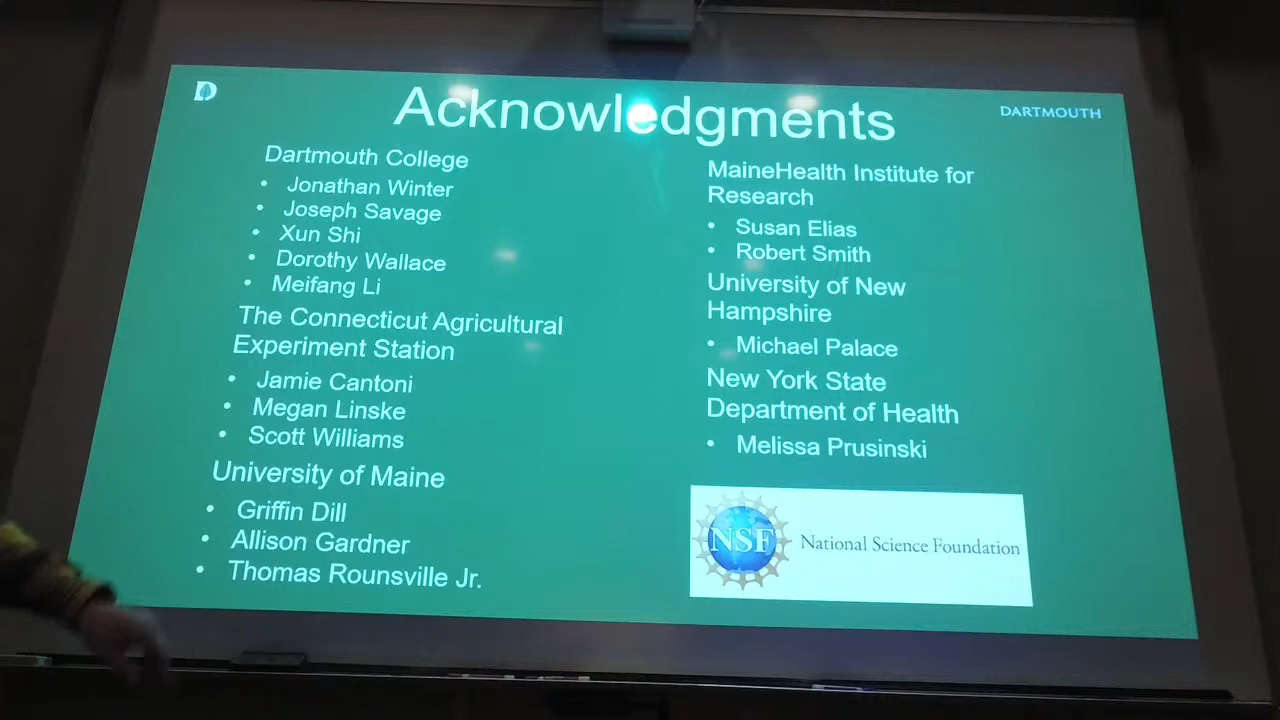 D
DARTMOUTH
Acknowledgments
Dartmouth College
• Jonathan Winter
• Joseph Savage
• Xun Shi
• Dorothy Wallace
• Meifang Li
The Connecticut Agricultural
Experiment Station
• Jamie Cantoni
• Megan Linske
• Scott Williams
University of Maine
• Griffin Dill
• Allison Gardner
• Thomas Rounsville Jr.
MaineHealth Institute for
Research
• Susan Elias
• Robert Smith
University of New
Hampshire
• Michael Palace
New York State
Department of Health
• Melissa Prusinski
NSF
National Science Foundation